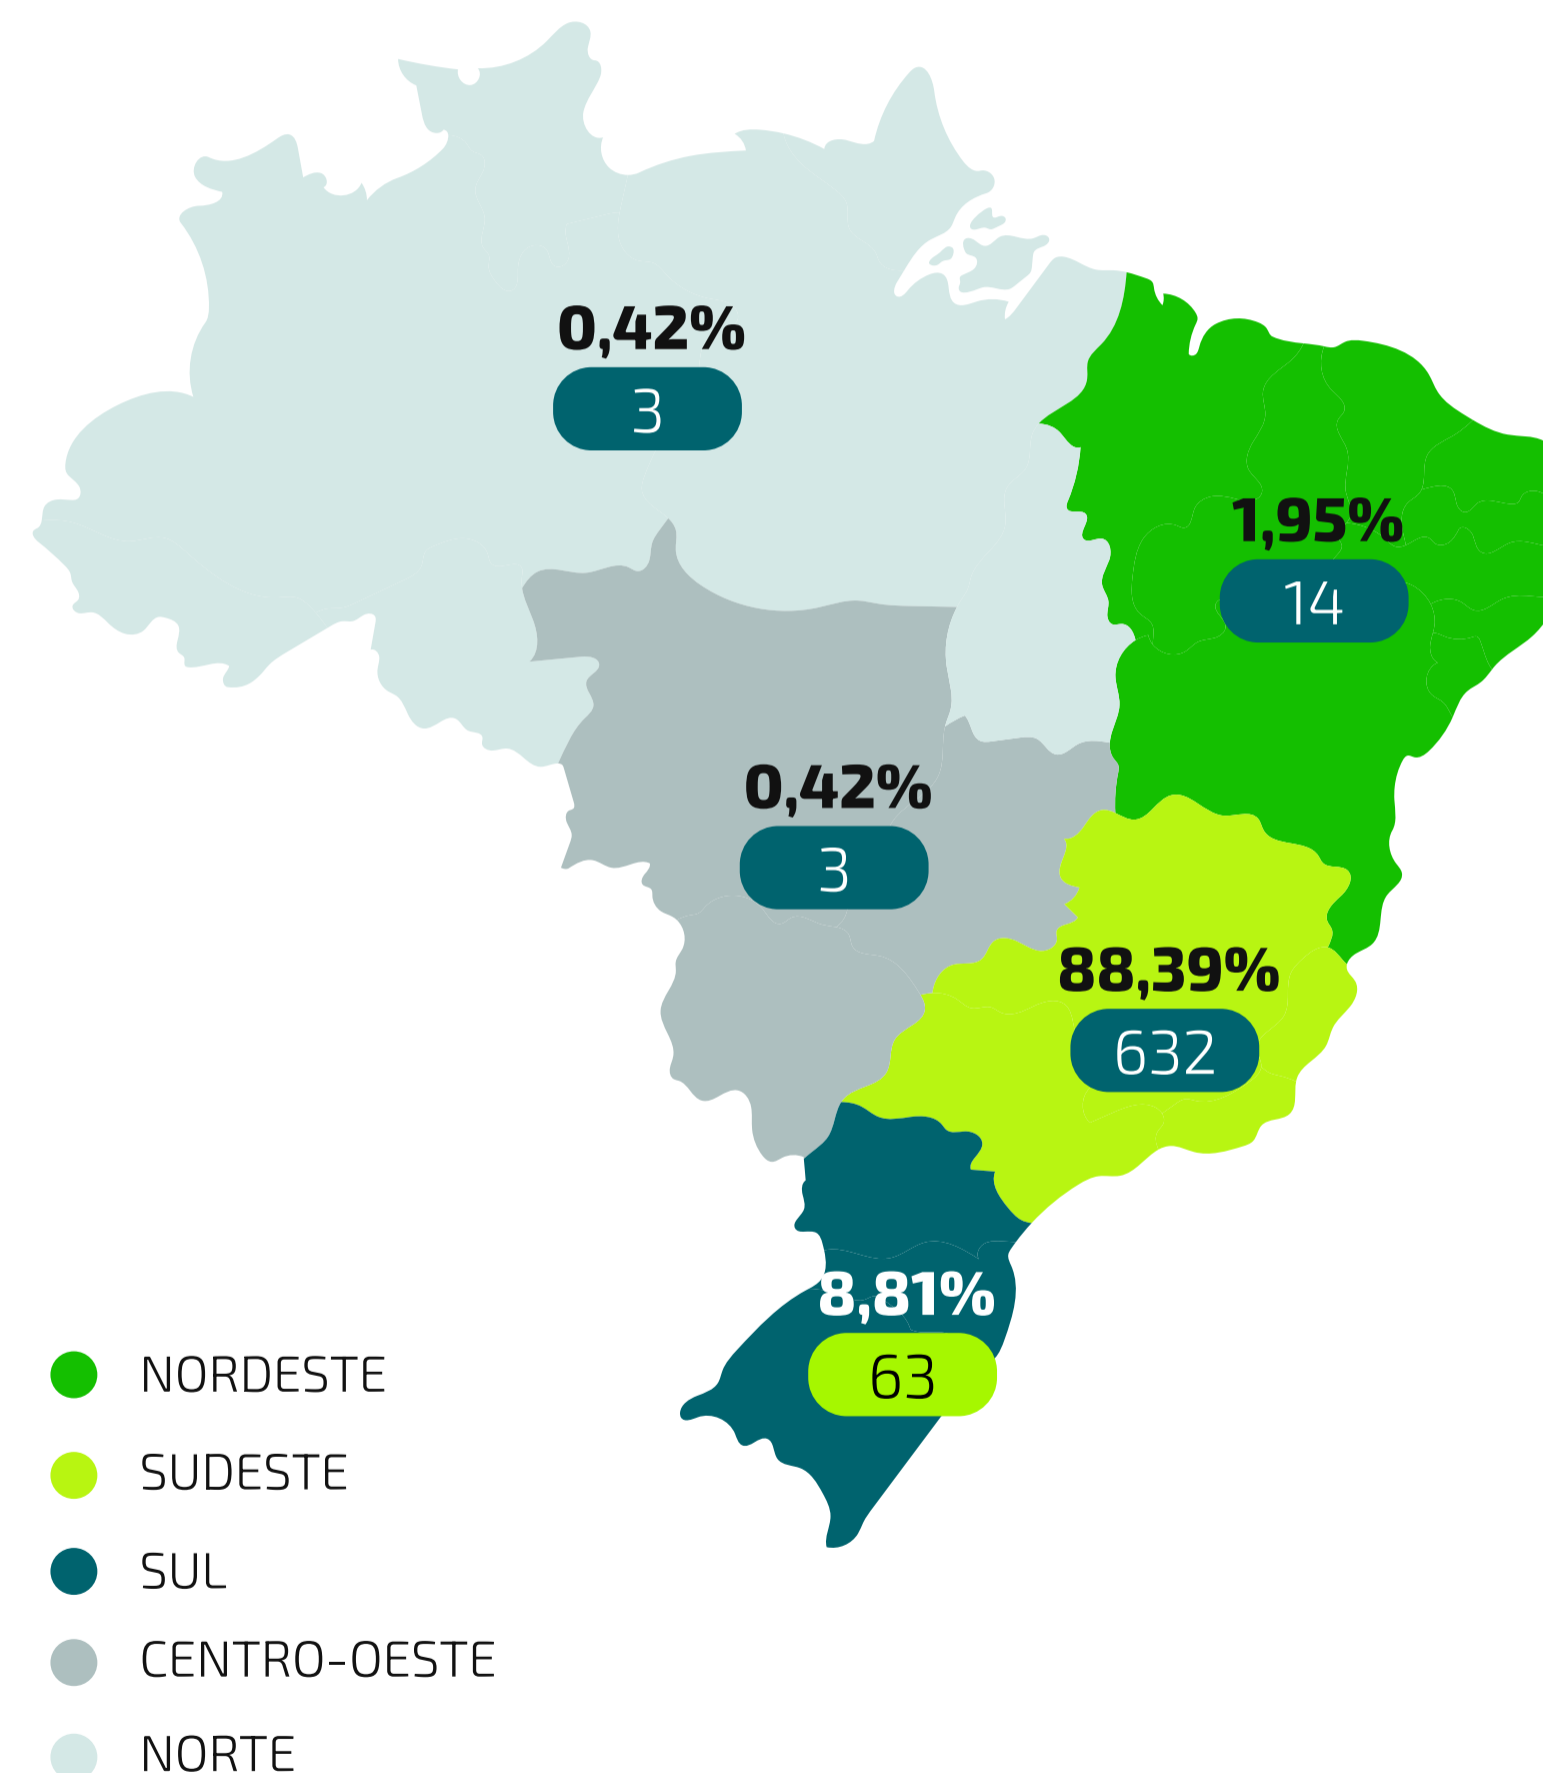 0,42%
3
1,95%
14
0,42%
3
88,39%
632
8,81%
63
NORDESTE
SUDESTE
SUL
CENTRO-OESTE
NORTE